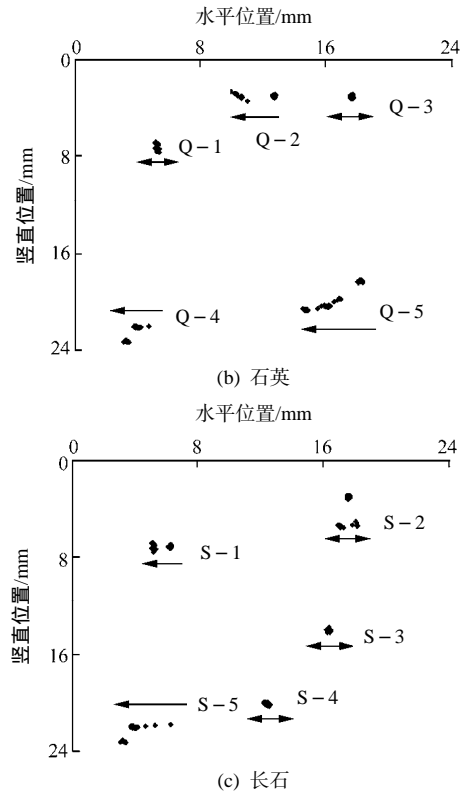 水平位置/mm
0 8 16 24
竖直位置/mm
8
16
24
Q－1
Q－2
Q－3
Q－4
Q－5
(b) 石英
水平位置/mm
0 8 16 24
0
竖直位置/mm
8
16
24
S－1
S－2
S－3
S－4
S－5
(c) 长石